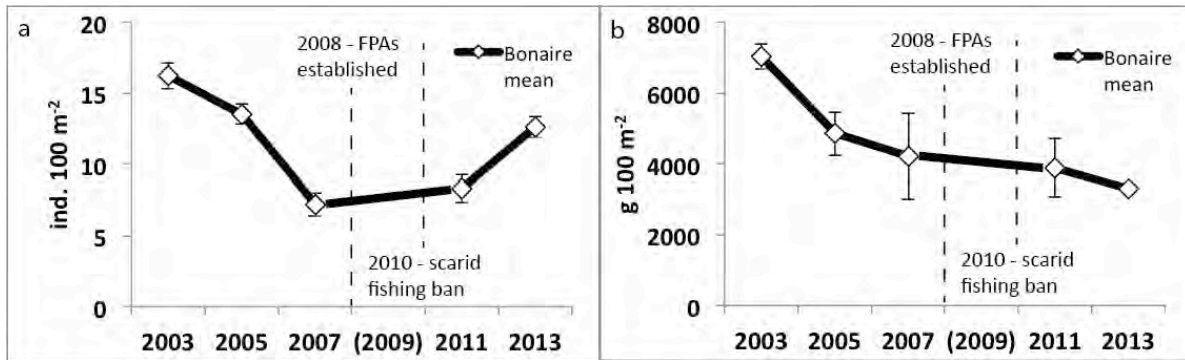 a
20
15
10
5
0
ind. 100 m⁻²
2008 - FPAs
established
Bonaire
mean
2010 - scarid
fishing ban
2003 2005 2007 (2009) 2011 2013
b
8000
6000
4000
2000
0
g 100 m⁻²
2008 - FPAs
established
Bonaire
mean
2010 - scarid
fishing ban
2003 2005 2007 (2009) 2011 2013